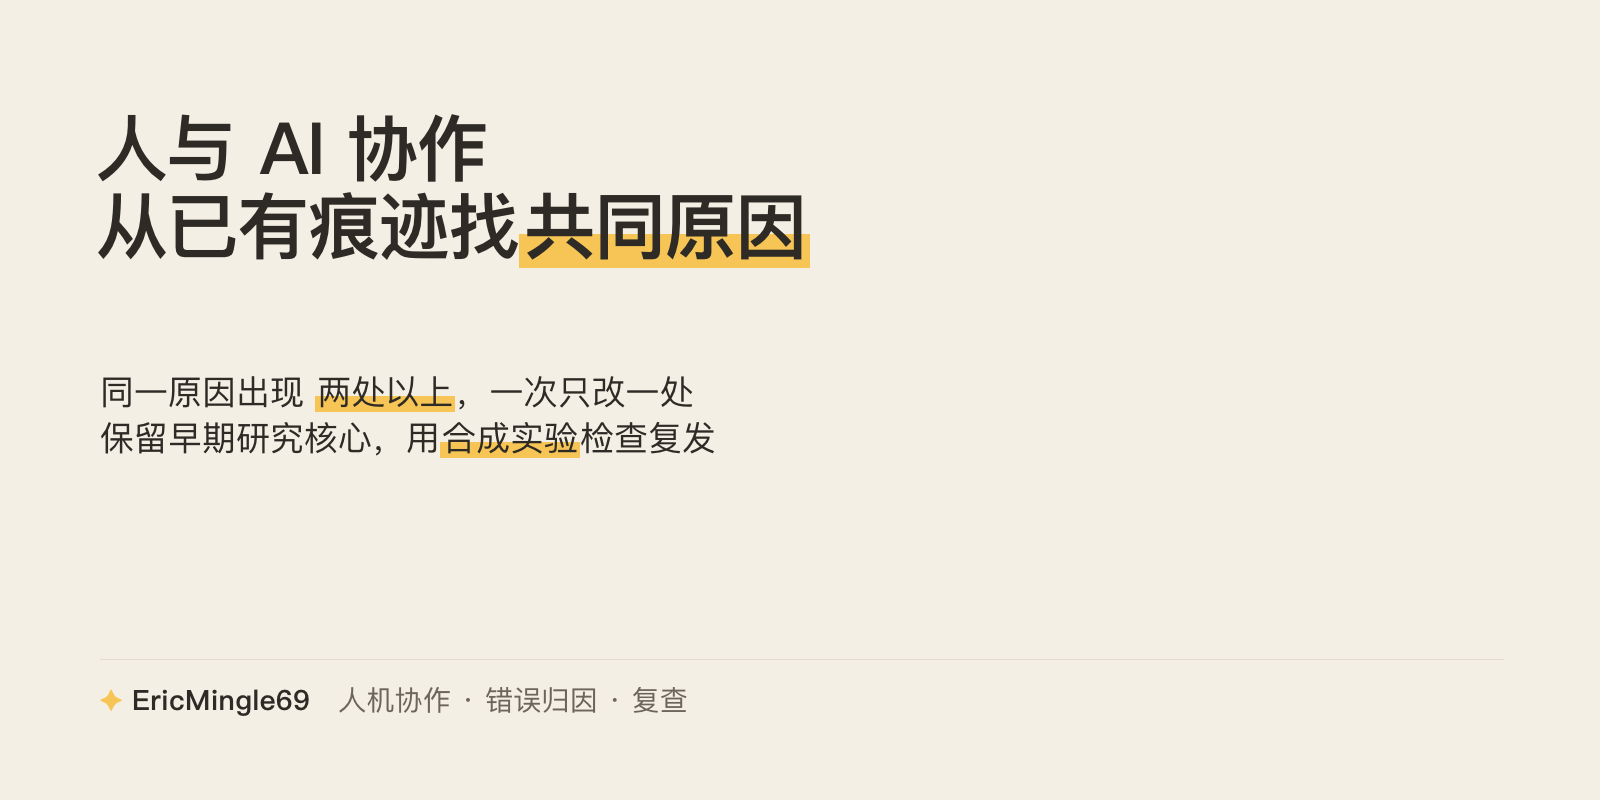 人与 AI 协作
从已有痕迹找共同原因
同一原因出现 两处以上，一次只改一处
保留早期研究核心，用合成实验检查复发
EricMingle69 人机协作 · 错误归因 · 复查